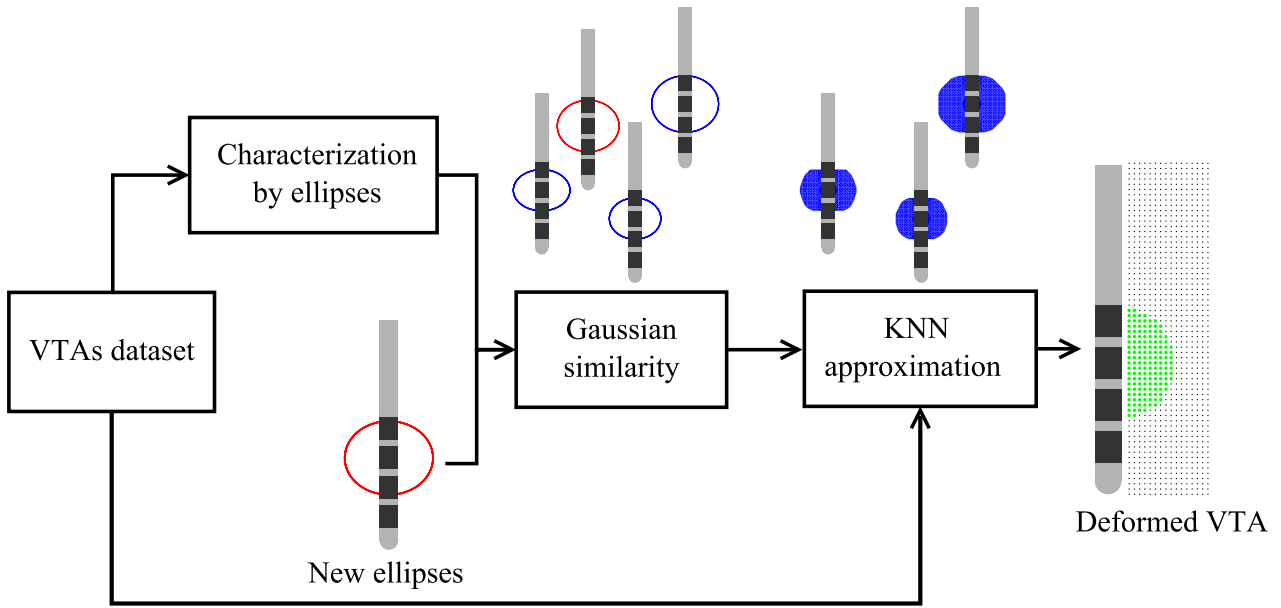 Characterization
by ellipses
VTAs dataset
Gaussian
similarity
KNN
approximation
New ellipses
Deformed VTA